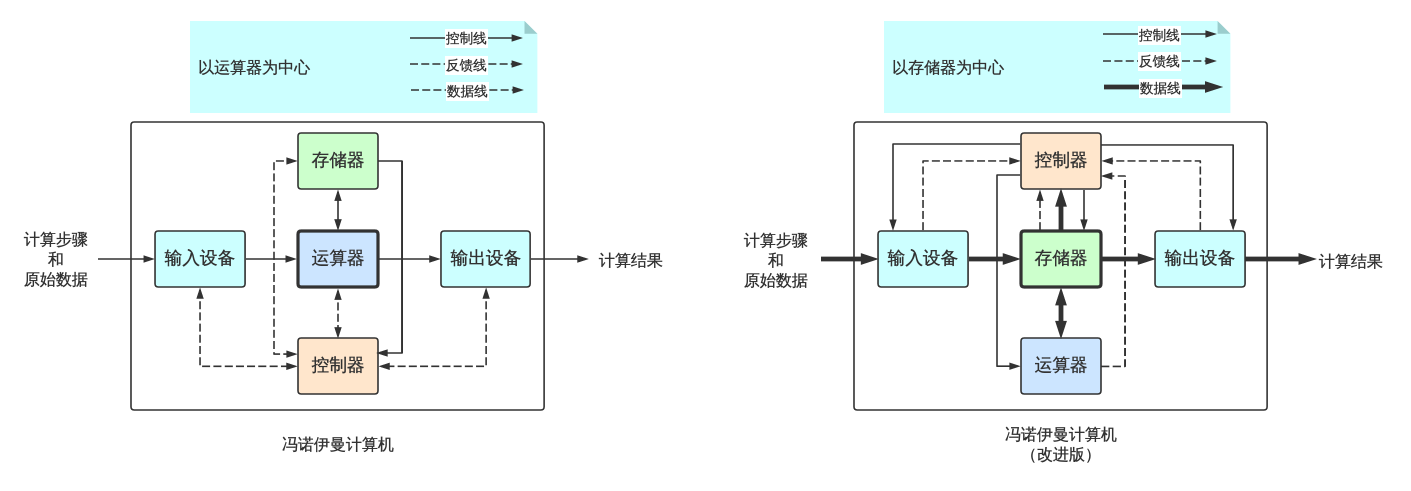 以运算器为中心
控制线
反馈线
数据线
存储器
计算步骤
和
原始数据
输入设备
运算器
输出设备
计算结果
控制器
冯诺伊曼计算机
以存储器为中心
控制线
反馈线
数据线
控制器
计算步骤
和
原始数据
输入设备
存储器
输出设备
计算结果
运算器
冯诺伊曼计算机
（改进版）